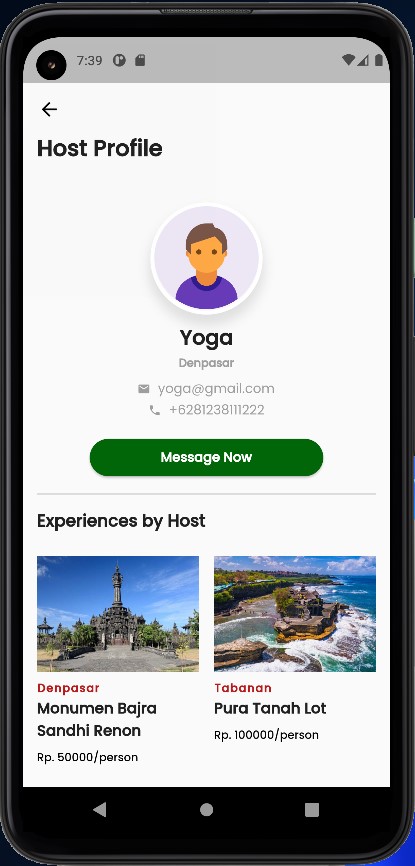 7:39
Host Profile
Yoga
Denpasar
yoga@gmail.com
+6281238111222
Message Now
Experiences by Host
Denpasar
Monumen Bajra
Sandhi Renon
Rp. 50000/person
Tabanan
Pura Tanah Lot
Rp. 100000/person